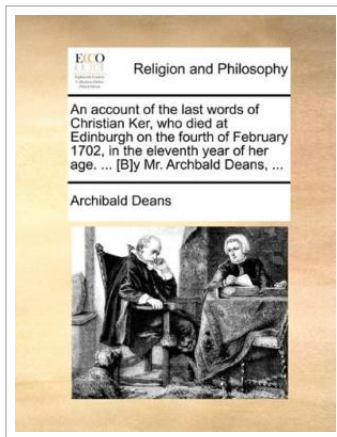 ECCO
Religion and Philosophy
An account of the last words of
Christian Ker, who died at
Edinburgh on the fourth of February
1702, in the eleventh year of her
age. ... [B]y Mr. Archbald Deans, ...
Archibald Deans